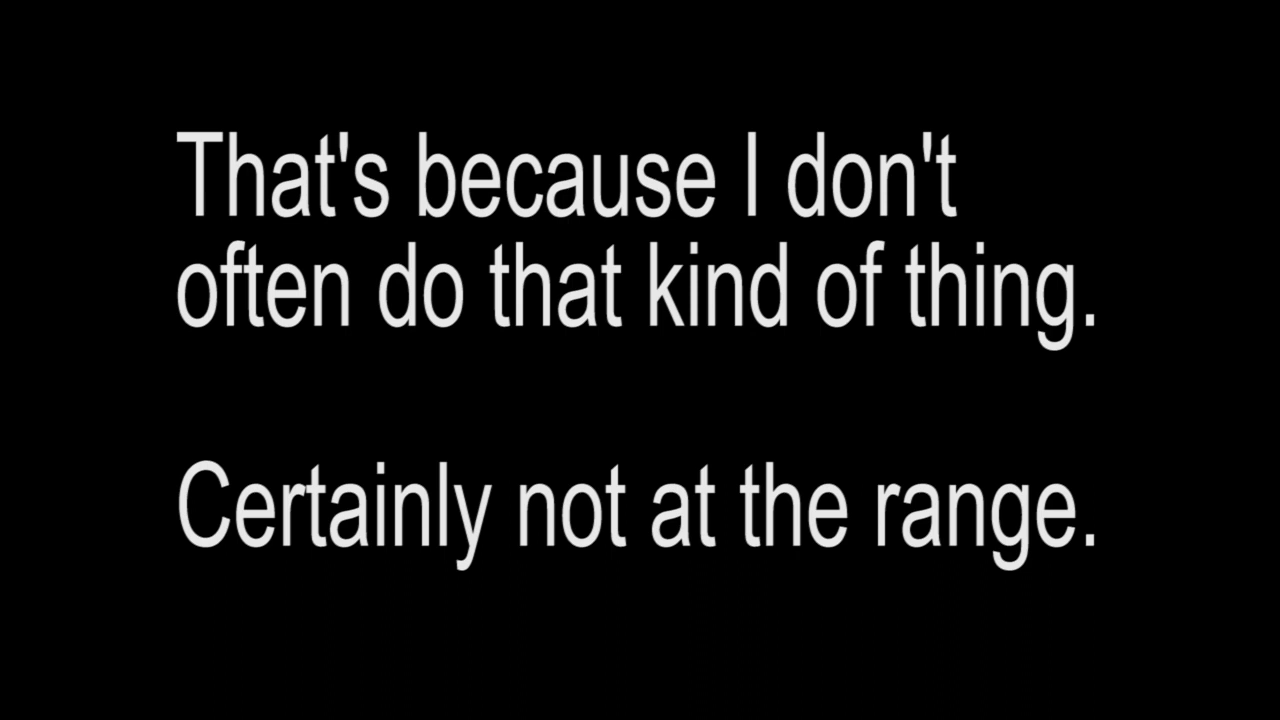 That's because I don't
often do that kind of thing.
Certainly not at the range.